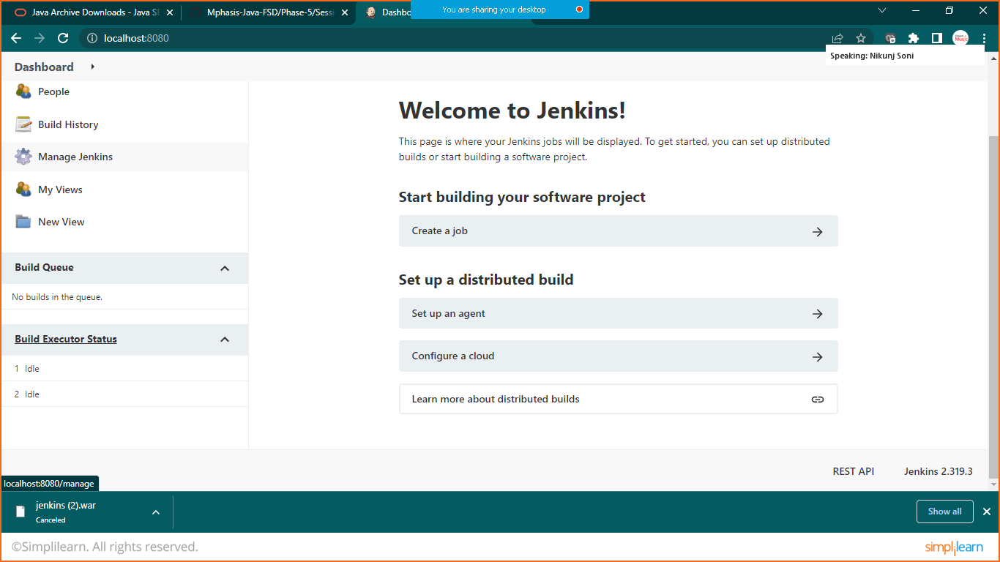 Java Archive Downloads - Java SE
Mphasis-Java-FSD/Phase-5/Sessi
Dashbo
You are sharing your desktop
localhost:8080
Speaking: Nikunj Soni
Dashboard
People
Build History
Manage Jenkins
My Views
New View
Build Queue
No builds in the queue.
Build Executor Status
1 Idle
2 Idle
Welcome to Jenkins!
This page is where your Jenkins jobs will be displayed. To get started, you can set up distributed
builds or start building a software project.
Start building your software project
Create a job
Set up a distributed build
Set up an agent
Configure a cloud
Learn more about distributed builds
REST API
Jenkins 2.319.3
localhost:8080/manage
jenkins (2).war
Canceled
Show all
©Simplilearn. All rights reserved.
simplilearn